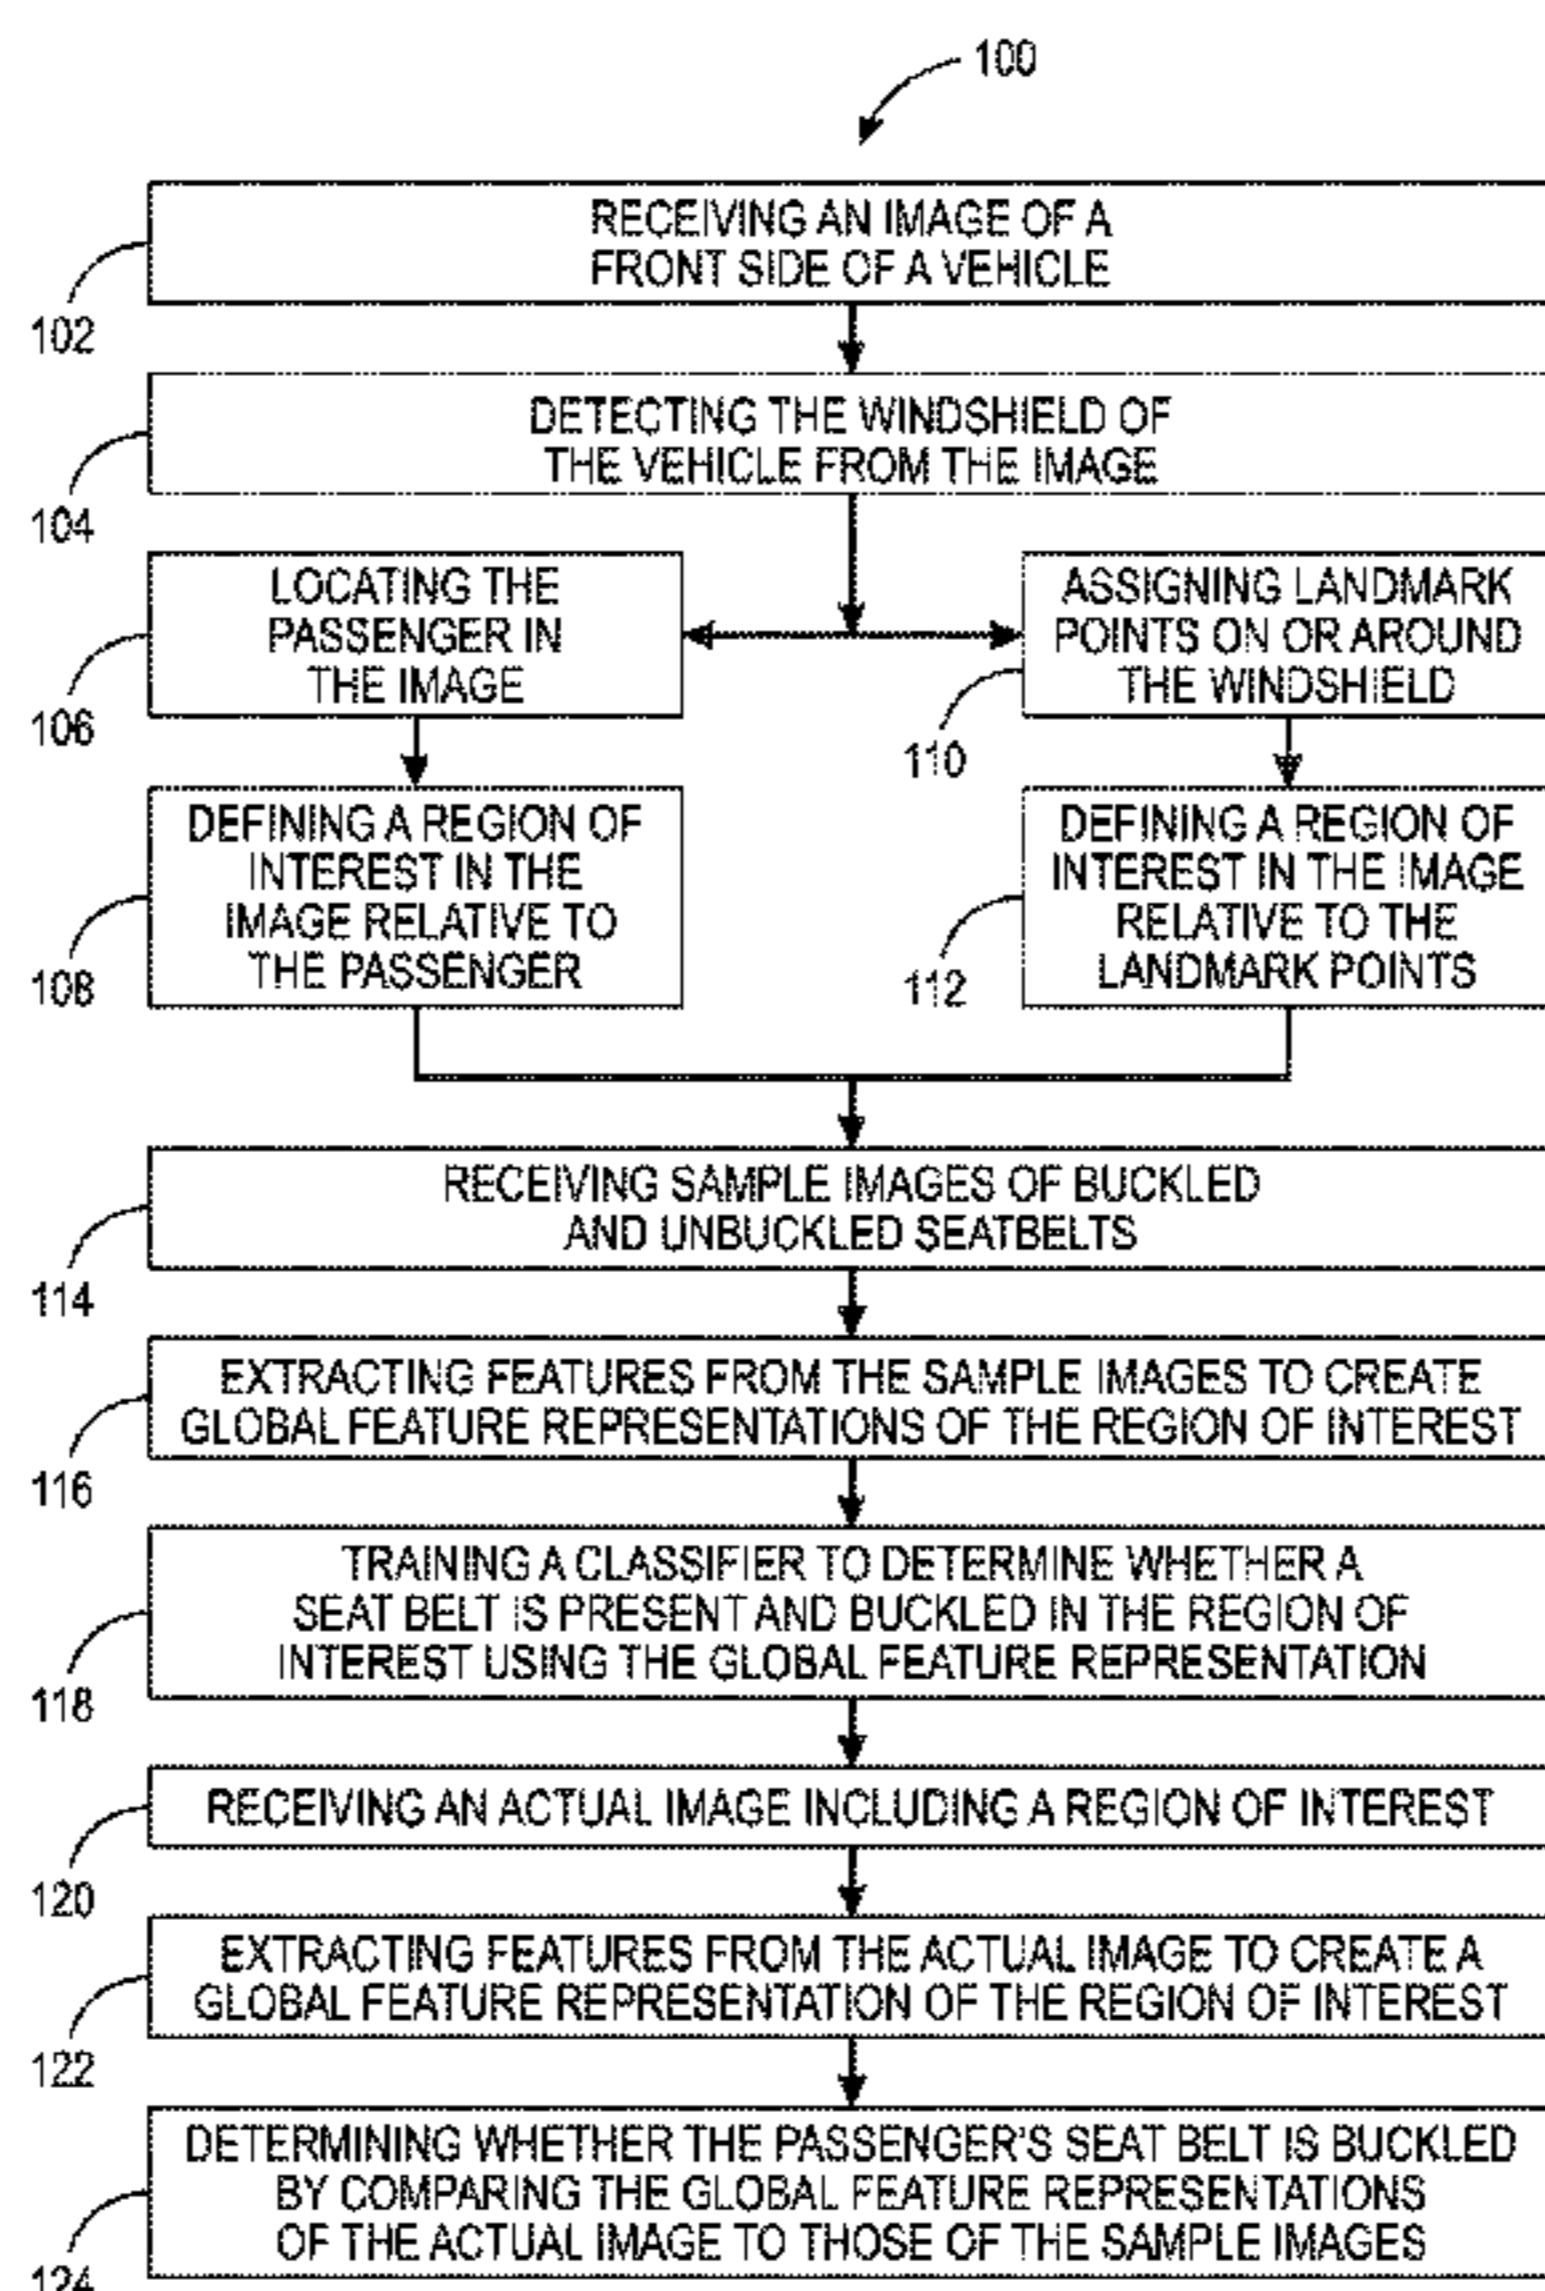 100
RECEIVING AN IMAGE OF A
FRONT SIDE OF A VEHICLE
102
DETECTING THE WINDSHIELD OF
THE VEHICLE FROM THE IMAGE
104
LOCATING THE
PASSENGER IN
THE IMAGE
106
ASSIGNING LANDMARK
POINTS ON OR AROUND
THE WINDSHIELD
110
DEFINING A REGION OF
INTEREST IN THE
IMAGE RELATIVE TO
THE PASSENGER
108
DEFINING A REGION OF
INTEREST IN THE IMAGE
RELATIVE TO THE
LANDMARK POINTS
112
RECEIVING SAMPLE IMAGES OF BUCKLED
AND UNBUCKLED SEATBELTS
114
EXTRACTING FEATURES FROM THE SAMPLE IMAGES TO CREATE
GLOBAL FEATURE REPRESENTATIONS OF THE REGION OF INTEREST
116
TRAINING A CLASSIFIER TO DETERMINE WHETHER A
SEAT BELT IS PRESENT AND BUCKLED IN THE REGION OF
INTEREST USING THE GLOBAL FEATURE REPRESENTATION
118
RECEIVING AN ACTUAL IMAGE INCLUDING A REGION OF INTEREST
120
EXTRACTING FEATURES FROM THE ACTUAL IMAGE TO CREATE A
GLOBAL FEATURE REPRESENTATION OF THE REGION OF INTEREST
122
DETERMINING WHETHER THE PASSENGER'S SEAT BELT IS BUCKLED
BY COMPARING THE GLOBAL FEATURE REPRESENTATIONS
OF THE ACTUAL IMAGE TO THOSE OF THE SAMPLE IMAGES
124